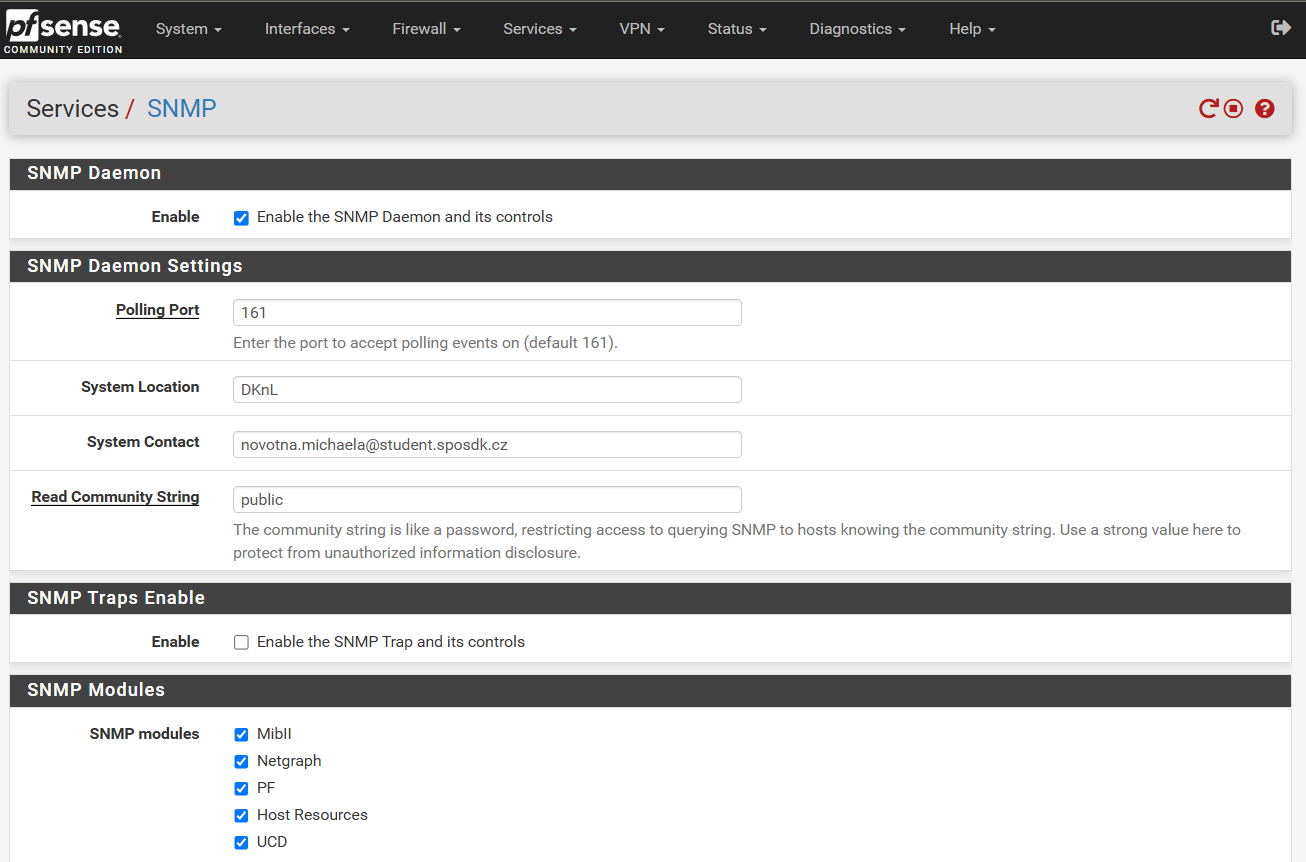 pfsense
COMMUNITY EDITION
System Interfaces Firewall Services VPN Status Diagnostics Help
Services / SNMP
SNMP Daemon
Enable Enable the SNMP Daemon and its controls
SNMP Daemon Settings
Polling Port 161
Enter the port to accept polling events on (default 161).
System Location DKnL
System Contact novotna.michaela@student.sposdk.cz
Read Community String public
The community string is like a password, restricting access to querying SNMP to hosts knowing the community string. Use a strong value here to
protect from unauthorized information disclosure.
SNMP Traps Enable
Enable Enable the SNMP Trap and its controls
SNMP Modules
SNMP modules MibII
Netgraph
PF
Host Resources
UCD